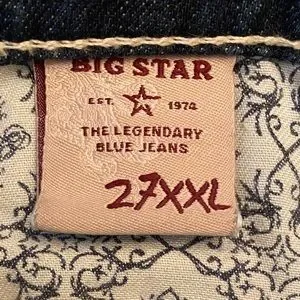 BIG STAR
EST. 1974
THE LEGENDARY
BLUE JEANS
27XXL